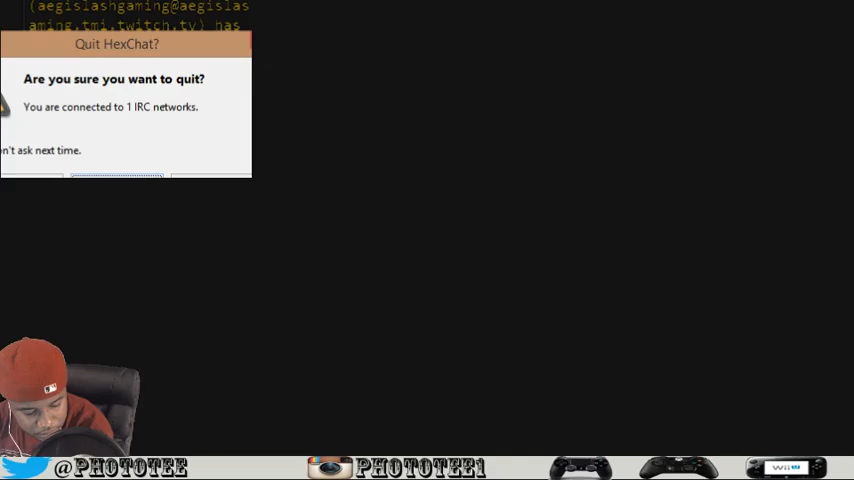 (aegislashgaming@aegislas
aming.tmi.twitch.tv) has
Quit HexChat?
Are you sure you want to quit?
You are connected to 1 IRC networks.
n't ask next time.
@PHOTOTEE
PHOTOTEE1
WiiU